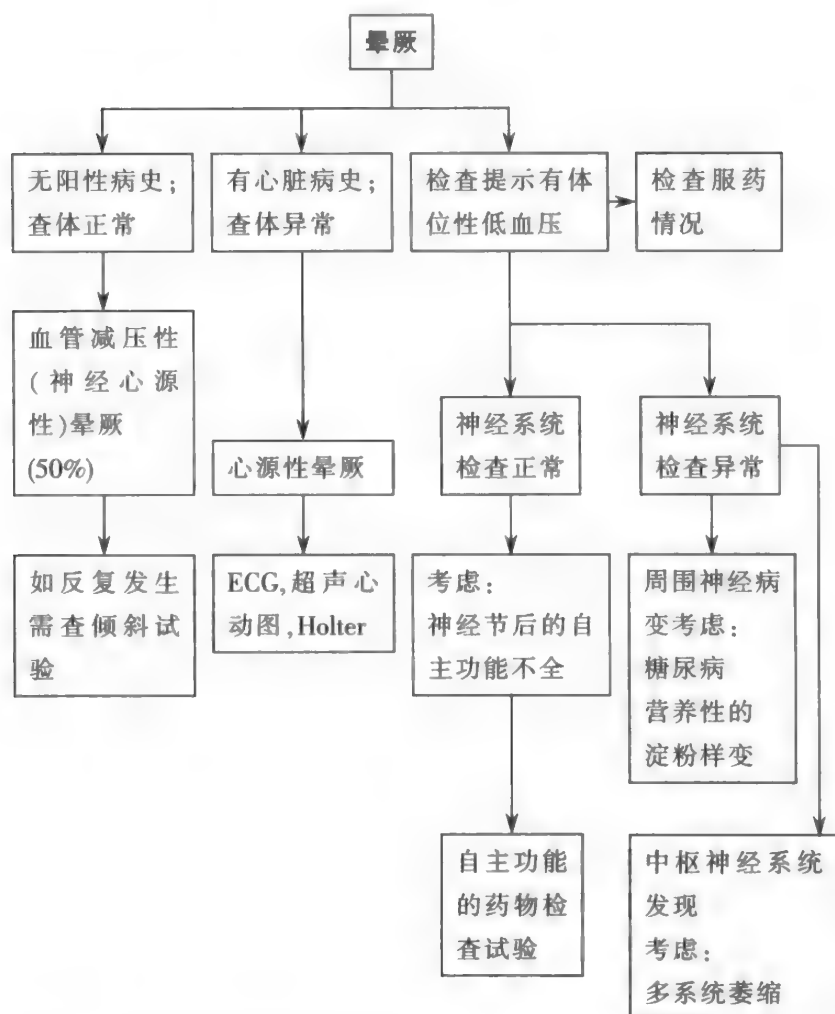 晕厥
无阳性病史;
查体正常
有心脏病史;
查体异常
检查提示有体
位性低血压
检查服药
情况
血管减压性
(神经心源
性)晕厥
(50%)
心源性晕厥
神经系统
检查正常
神经系统
检查异常
如反复发生
需查倾斜试
验
ECG,超声心
动图,Holter
考虑:
神经节后的自
主功能不全
周围神经病
变考虑:
糖尿病
营养性的
淀粉样变
自主功能
的药物检
查试验
中枢神经系统
发现
考虑:
多系统萎缩